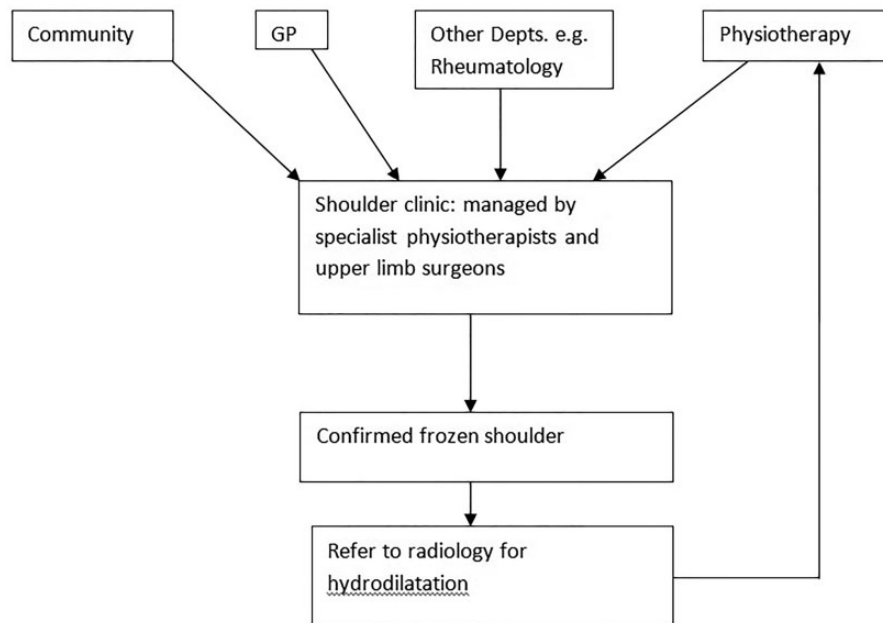 Community
GP
Other Depts. e.g.
Rheumatology
Physiotherapy
Shoulder clinic: managed by
specialist physiotherapists and
upper limb surgeons
Confirmed frozen shoulder
Refer to radiology for
hydrodilatation